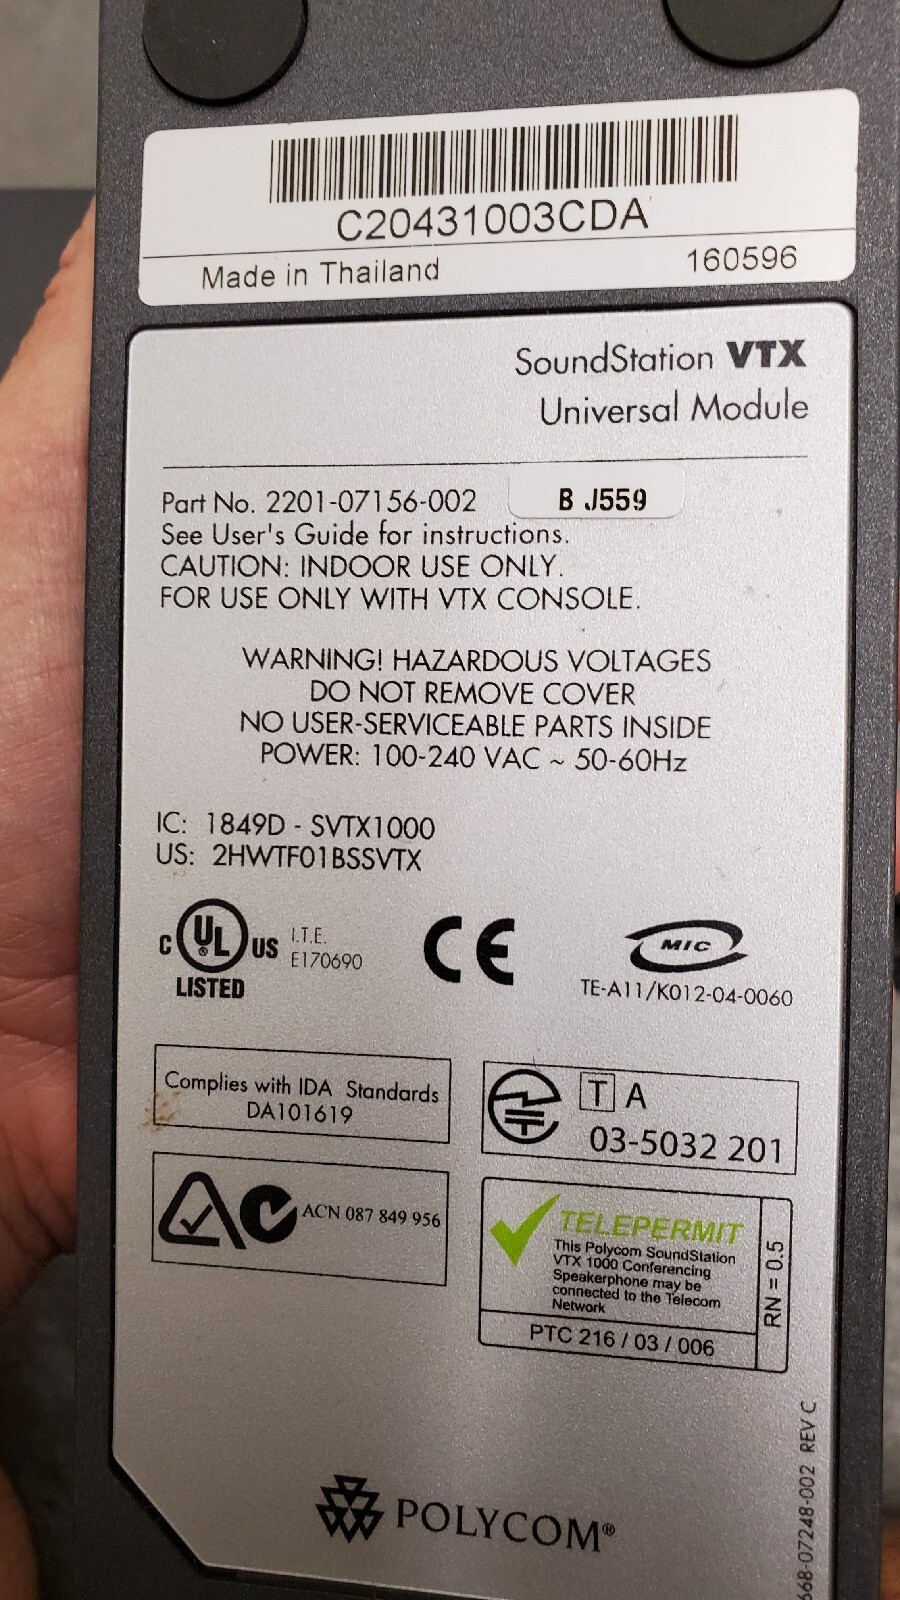 C20431003CDA
Made in Thailand 160596
SoundStation VTX
Universal Module
Part No. 2201-07156-002 B J559
See User's Guide for instructions.
CAUTION: INDOOR USE ONLY.
FOR USE ONLY WITH VTX CONSOLE.
WARNING! HAZARDOUS VOLTAGES
DO NOT REMOVE COVER
NO USER-SERVICEABLE PARTS INSIDE
POWER: 100-240 VAC ~ 50-60Hz
IC: 1849D - SVTX1000
US: 2HWTF01BSSVTX
C UL® US I.T.E.
E170690
LISTED
CE
MIC
TE-A11/K012-04-0060
Complies with IDA Standards
DA101619
T A
03-5032 201
ACN 087 849 956
TELEPERMIT
This Polycom SoundStation
VTX 1000 Conferencing
Speakerphone may be
connected to the Telecom
Network
PTC 216 / 03 / 006
RN = 0.5
POLYCOM®
668-07248-002 REV C